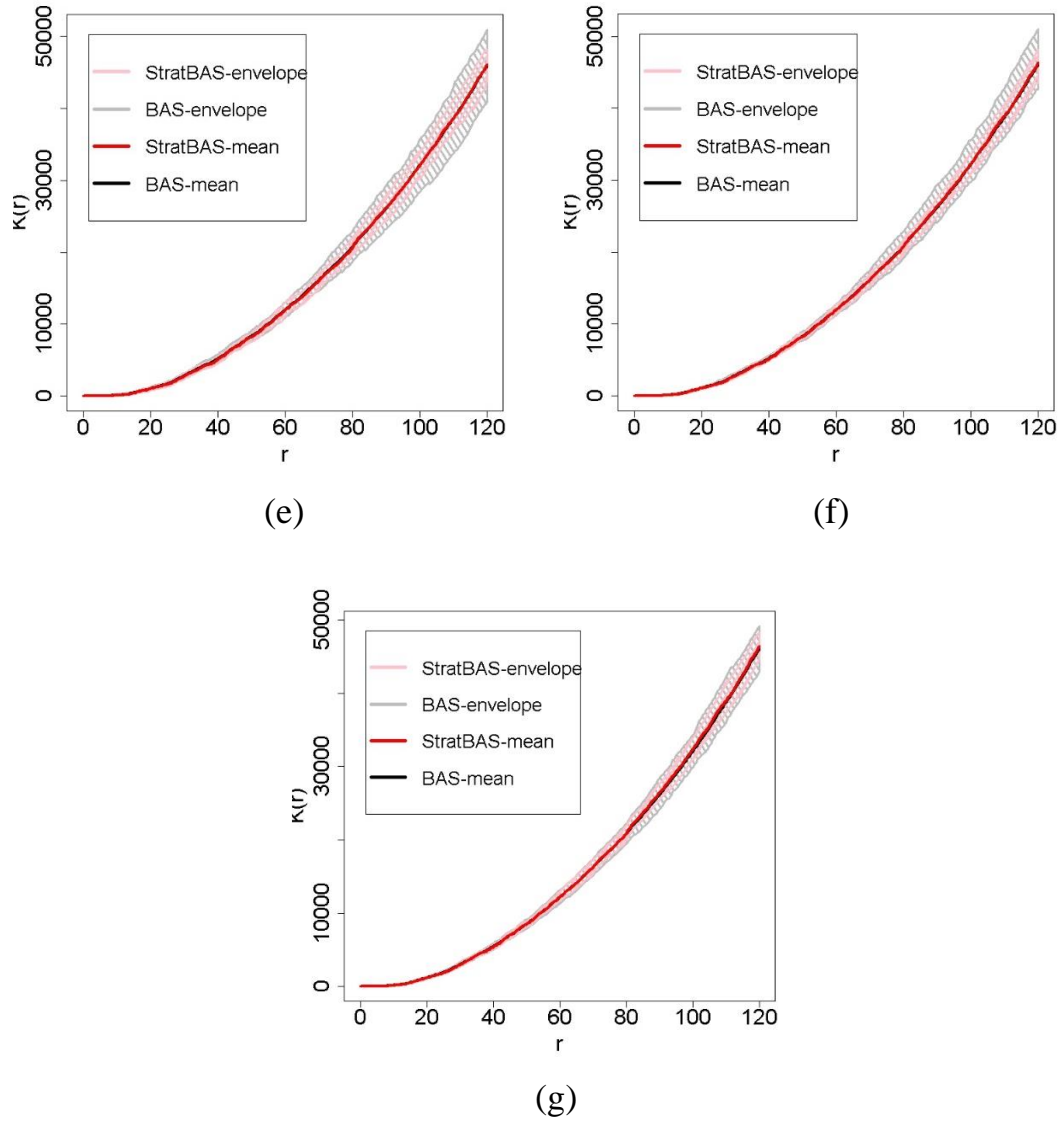 50000
30000
10000
0
K(r)
StratBAS-envelope
BAS-envelope
StratBAS-mean
BAS-mean
0 20 40 60 80 100 120
r
(e)
50000
30000
10000
0
K(r)
StratBAS-envelope
BAS-envelope
StratBAS-mean
BAS-mean
0 20 40 60 80 100 120
r
(f)
50000
30000
10000
0
K(r)
StratBAS-envelope
BAS-envelope
StratBAS-mean
BAS-mean
0 20 40 60 80 100 120
r
(g)